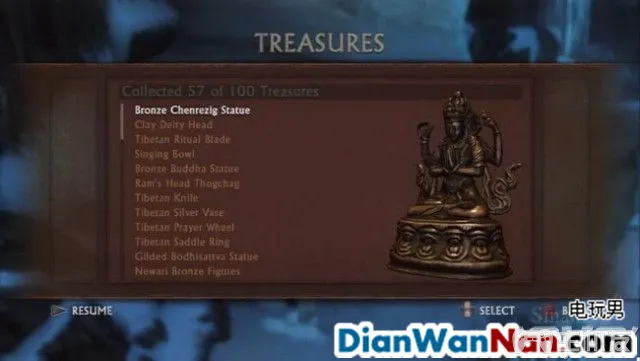 TREASURES
Collected 57 of 100 Treasures
Bronze Chenrezig Statue
Clay Deity Head
Tibetan Ritual Blade
Singing Bowl
Bronze Buddha Statue
Ram's Head Thogchag
Tibetan Knife
Tibetan Silver Vase
Tibetan Prayer Wheel
Tibetan Saddle Ring
Gilded Bodhisattva Statue
Newari Bronze Figures
RESUME
SELECT
电玩男
DianWanNan.com